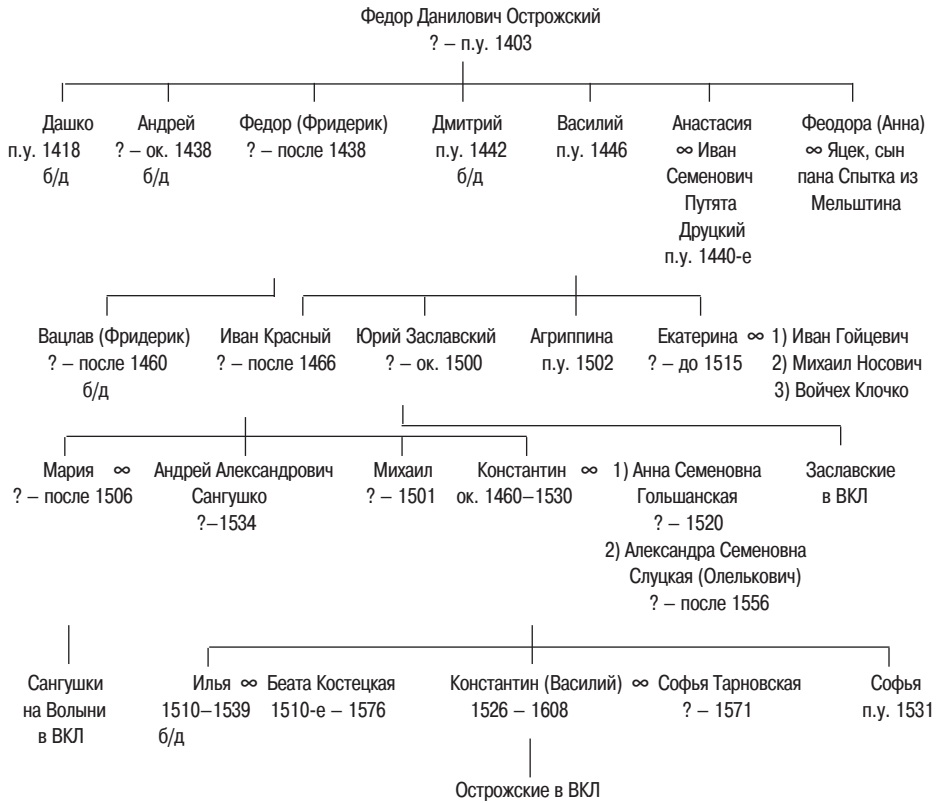 Федор Данилович Острожский
? – п.у. 1403
Дашко
п.у. 1418
б/д
Андрей
? – ок. 1438
б/д
Федор (Фридерик)
? – после 1438
Дмитрий
п.у. 1442
б/д
Василий
п.у. 1446
Анастасия
∞ Иван
Семенович
Путята
Друцкий
п.у. 1440-е
Феодора (Анна)
∞ Яцек, сын
пана Спытка из
Мельштина
Вацлав (Фридерик)
? – после 1460
б/д
Иван Красный
? – после 1466
Юрий Заславский
? – ок. 1500
Агриппина
п.у. 1502
Екатерина ∞
? – до 1515
1) Иван Гойцевич
2) Михаил Носович
3) Войчех Клочко
Мария ∞
? – после 1506
Андрей Александрович
Сангушко
?–1534
Михаил
? – 1501
Константин ∞
ок. 1460–1530
1) Анна Семеновна
Гольшанская
? – 1520
2) Александра Семеновна
Слуцкая (Олелькович)
? – после 1556
Заславские
в ВКЛ
Сангушки
на Волыни
в ВКЛ
Илья ∞
1510–1539
б/д
Беата Костецкая
1510-е – 1576
Константин (Василий) ∞
1526 – 1608
Софья Тарновская
? – 1571
Софья
п.у. 1531
Острожские в ВКЛ